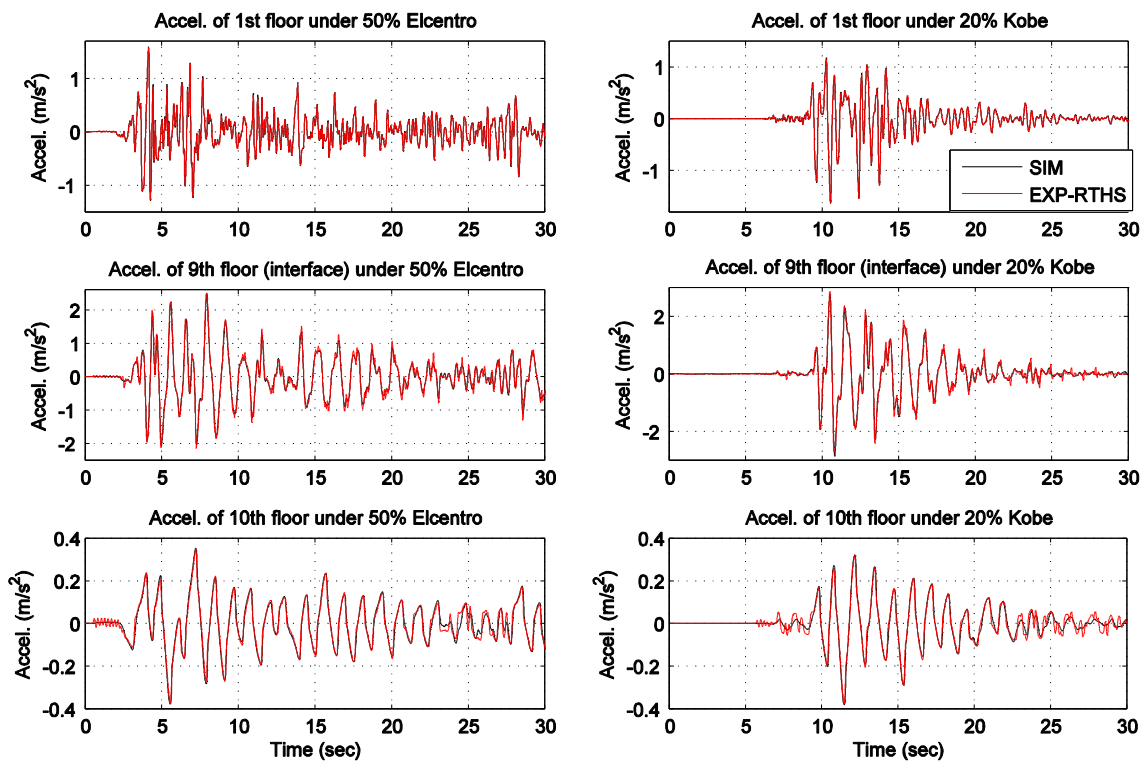 Accel. of 1st floor under 50% Elcentro
Accel. (m/s²)
1
0
-1
0 5 10 15 20 25 30
Accel. of 1st floor under 20% Kobe
Accel. (m/s²)
1
0
-1
SIM
EXP-RTHS
0 5 10 15 20 25 30
Accel. of 9th floor (interface) under 50% Elcentro
Accel. (m/s²)
2
1
0
-1
-2
0 5 10 15 20 25 30
Accel. of 9th floor (interface) under 20% Kobe
Accel. (m/s²)
2
0
-2
0 5 10 15 20 25 30
Accel. of 10th floor under 50% Elcentro
Accel. (m/s²)
0.4
0.2
0
-0.2
-0.4
0 5 10 15 20 25 30
Time (sec)
Accel. of 10th floor under 20% Kobe
Accel. (m/s²)
0.4
0.2
0
-0.2
-0.4
0 5 10 15 20 25 30
Time (sec)